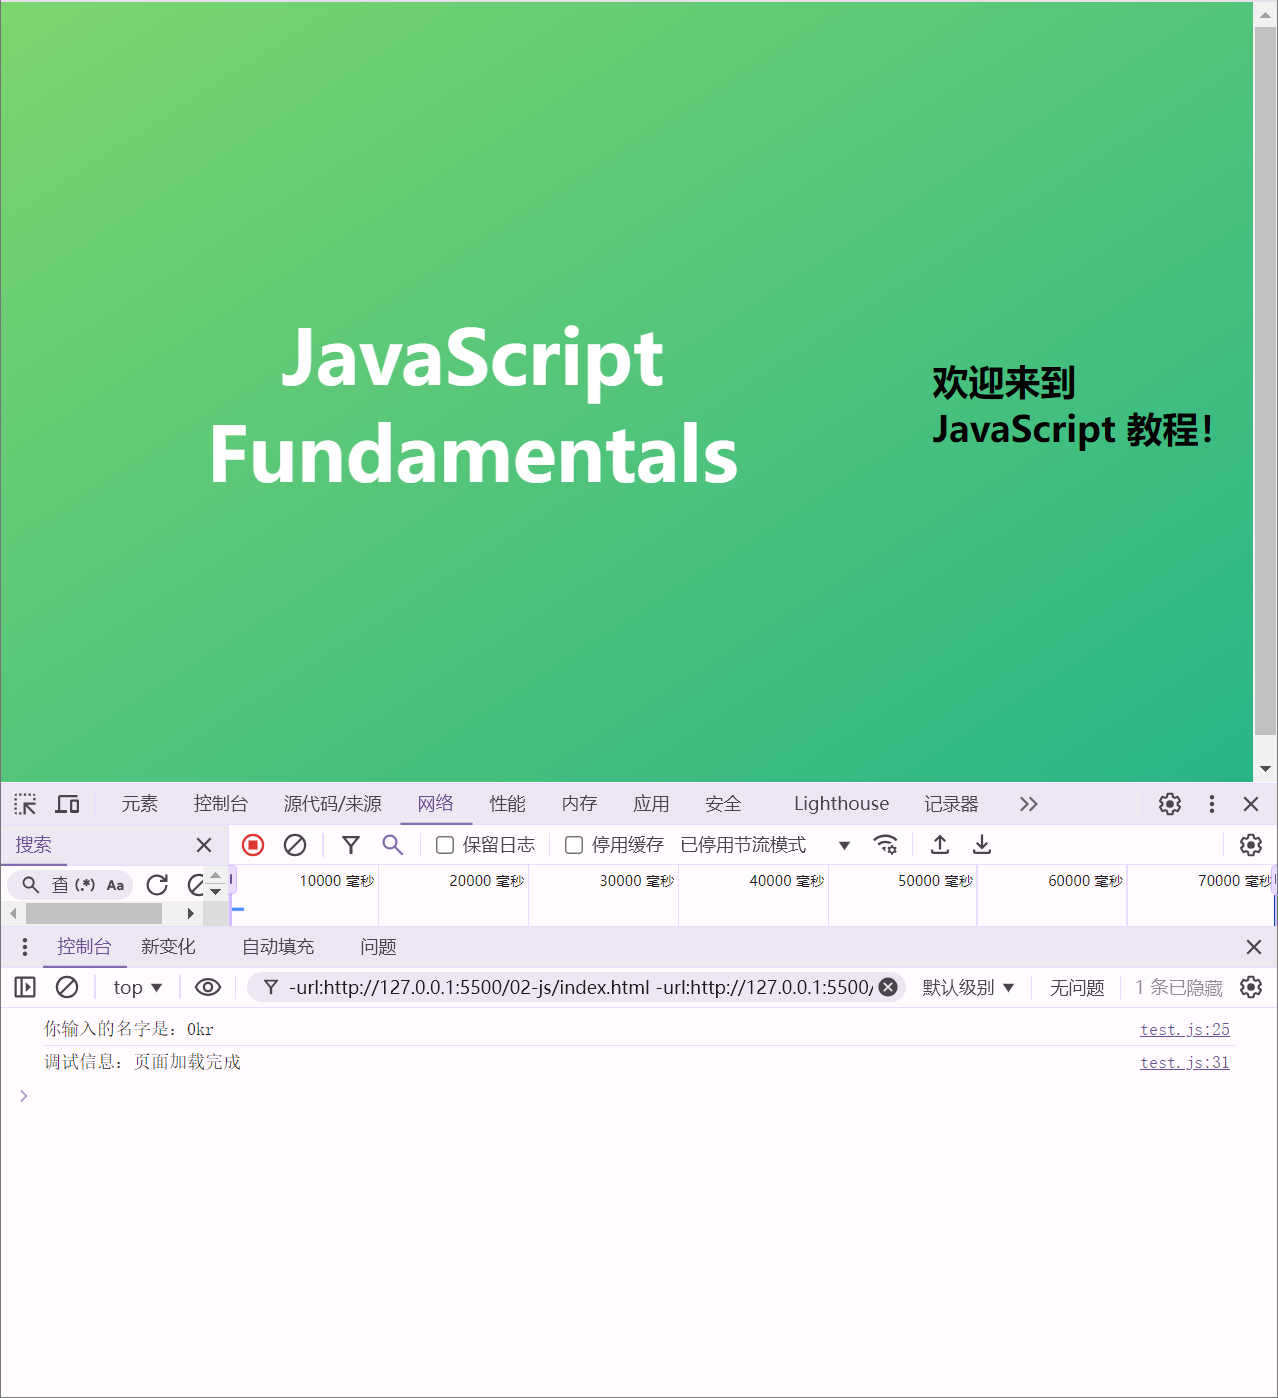 JavaScript
Fundamentals
欢迎来到
JavaScript 教程！
元素 控制台 源代码/来源 网络 性能 内存 应用 安全 Lighthouse 记录器
搜索
保留日志 停用缓存 已停用节流模式
查 (.*) Aa
10000 毫秒 20000 毫秒 30000 毫秒 40000 毫秒 50000 毫秒 60000 毫秒 70000 毫秒
控制台 新变化 自动填充 问题
top -url:http://127.0.0.1:5500/02-js/index.html -url:http://127.0.0.1:5500/ 默认级别 无问题 1 条已隐藏
你输入的名字是：0kr test.js:25
调试信息：页面加载完成 test.js:31